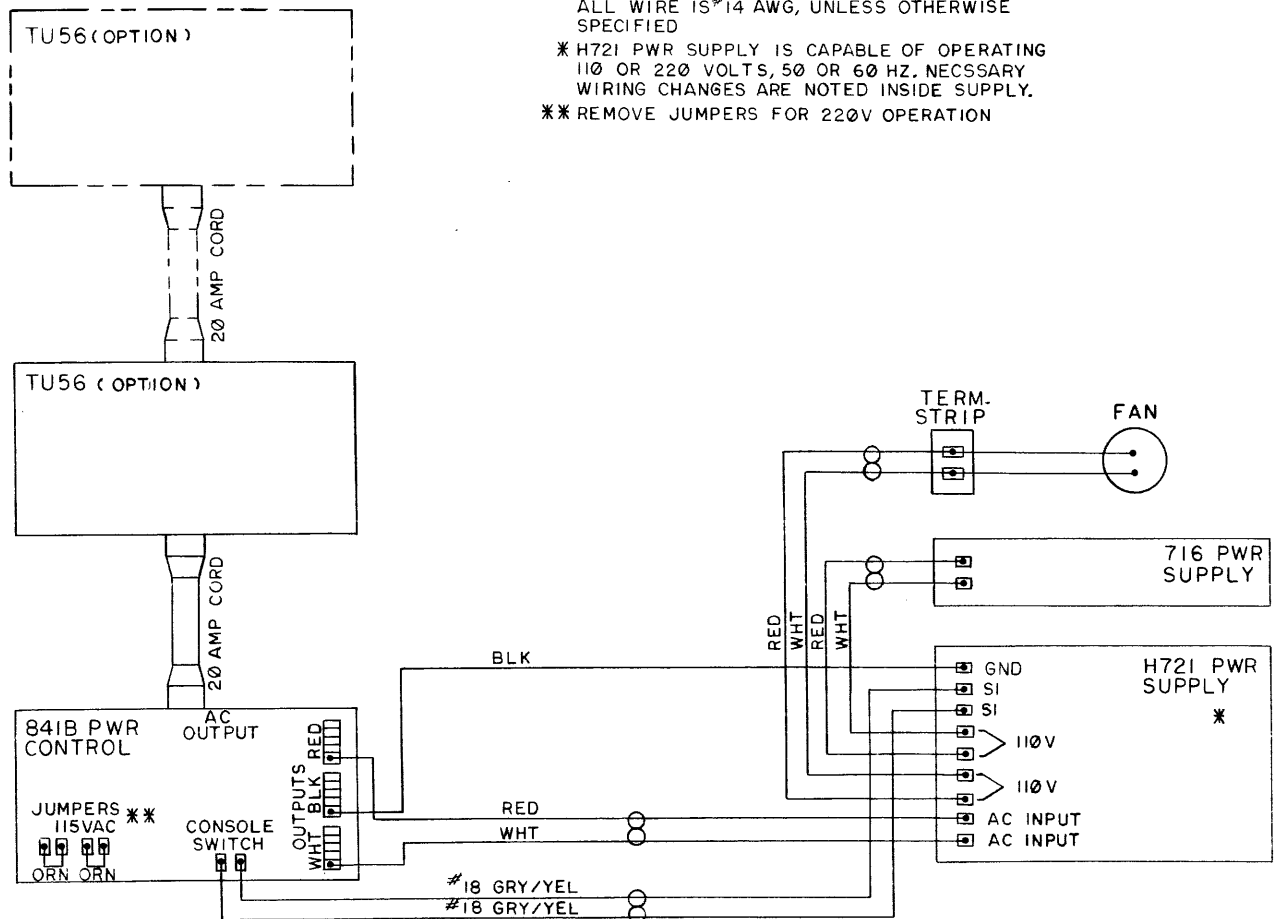 ALL WIRE IS #14 AWG, UNLESS OTHERWISE
SPECIFIED
* H721 PWR SUPPLY IS CAPABLE OF OPERATING
110 OR 220 VOLTS, 50 OR 60 HZ. NECSSARY
WIRING CHANGES ARE NOTED INSIDE SUPPLY.
** REMOVE JUMPERS FOR 220V OPERATION
TU56 (OPTION)
20 AMP CORD
TU56 (OPTION)
20 AMP CORD
TERM-
STRIP
FAN
716 PWR
SUPPLY
RED
WHT
RED
WHT
BLK
H721 PWR
SUPPLY
*
GND
S1
S1
110V
110V
AC INPUT
AC INPUT
841B PWR
CONTROL
AC
OUTPUT
OUTPUTS
RED
BLK
WHT
JUMPERS **
115VAC
ORN ORN
CONSOLE
SWITCH
RED
WHT
#18 GRY/YEL
#18 GRY/YEL